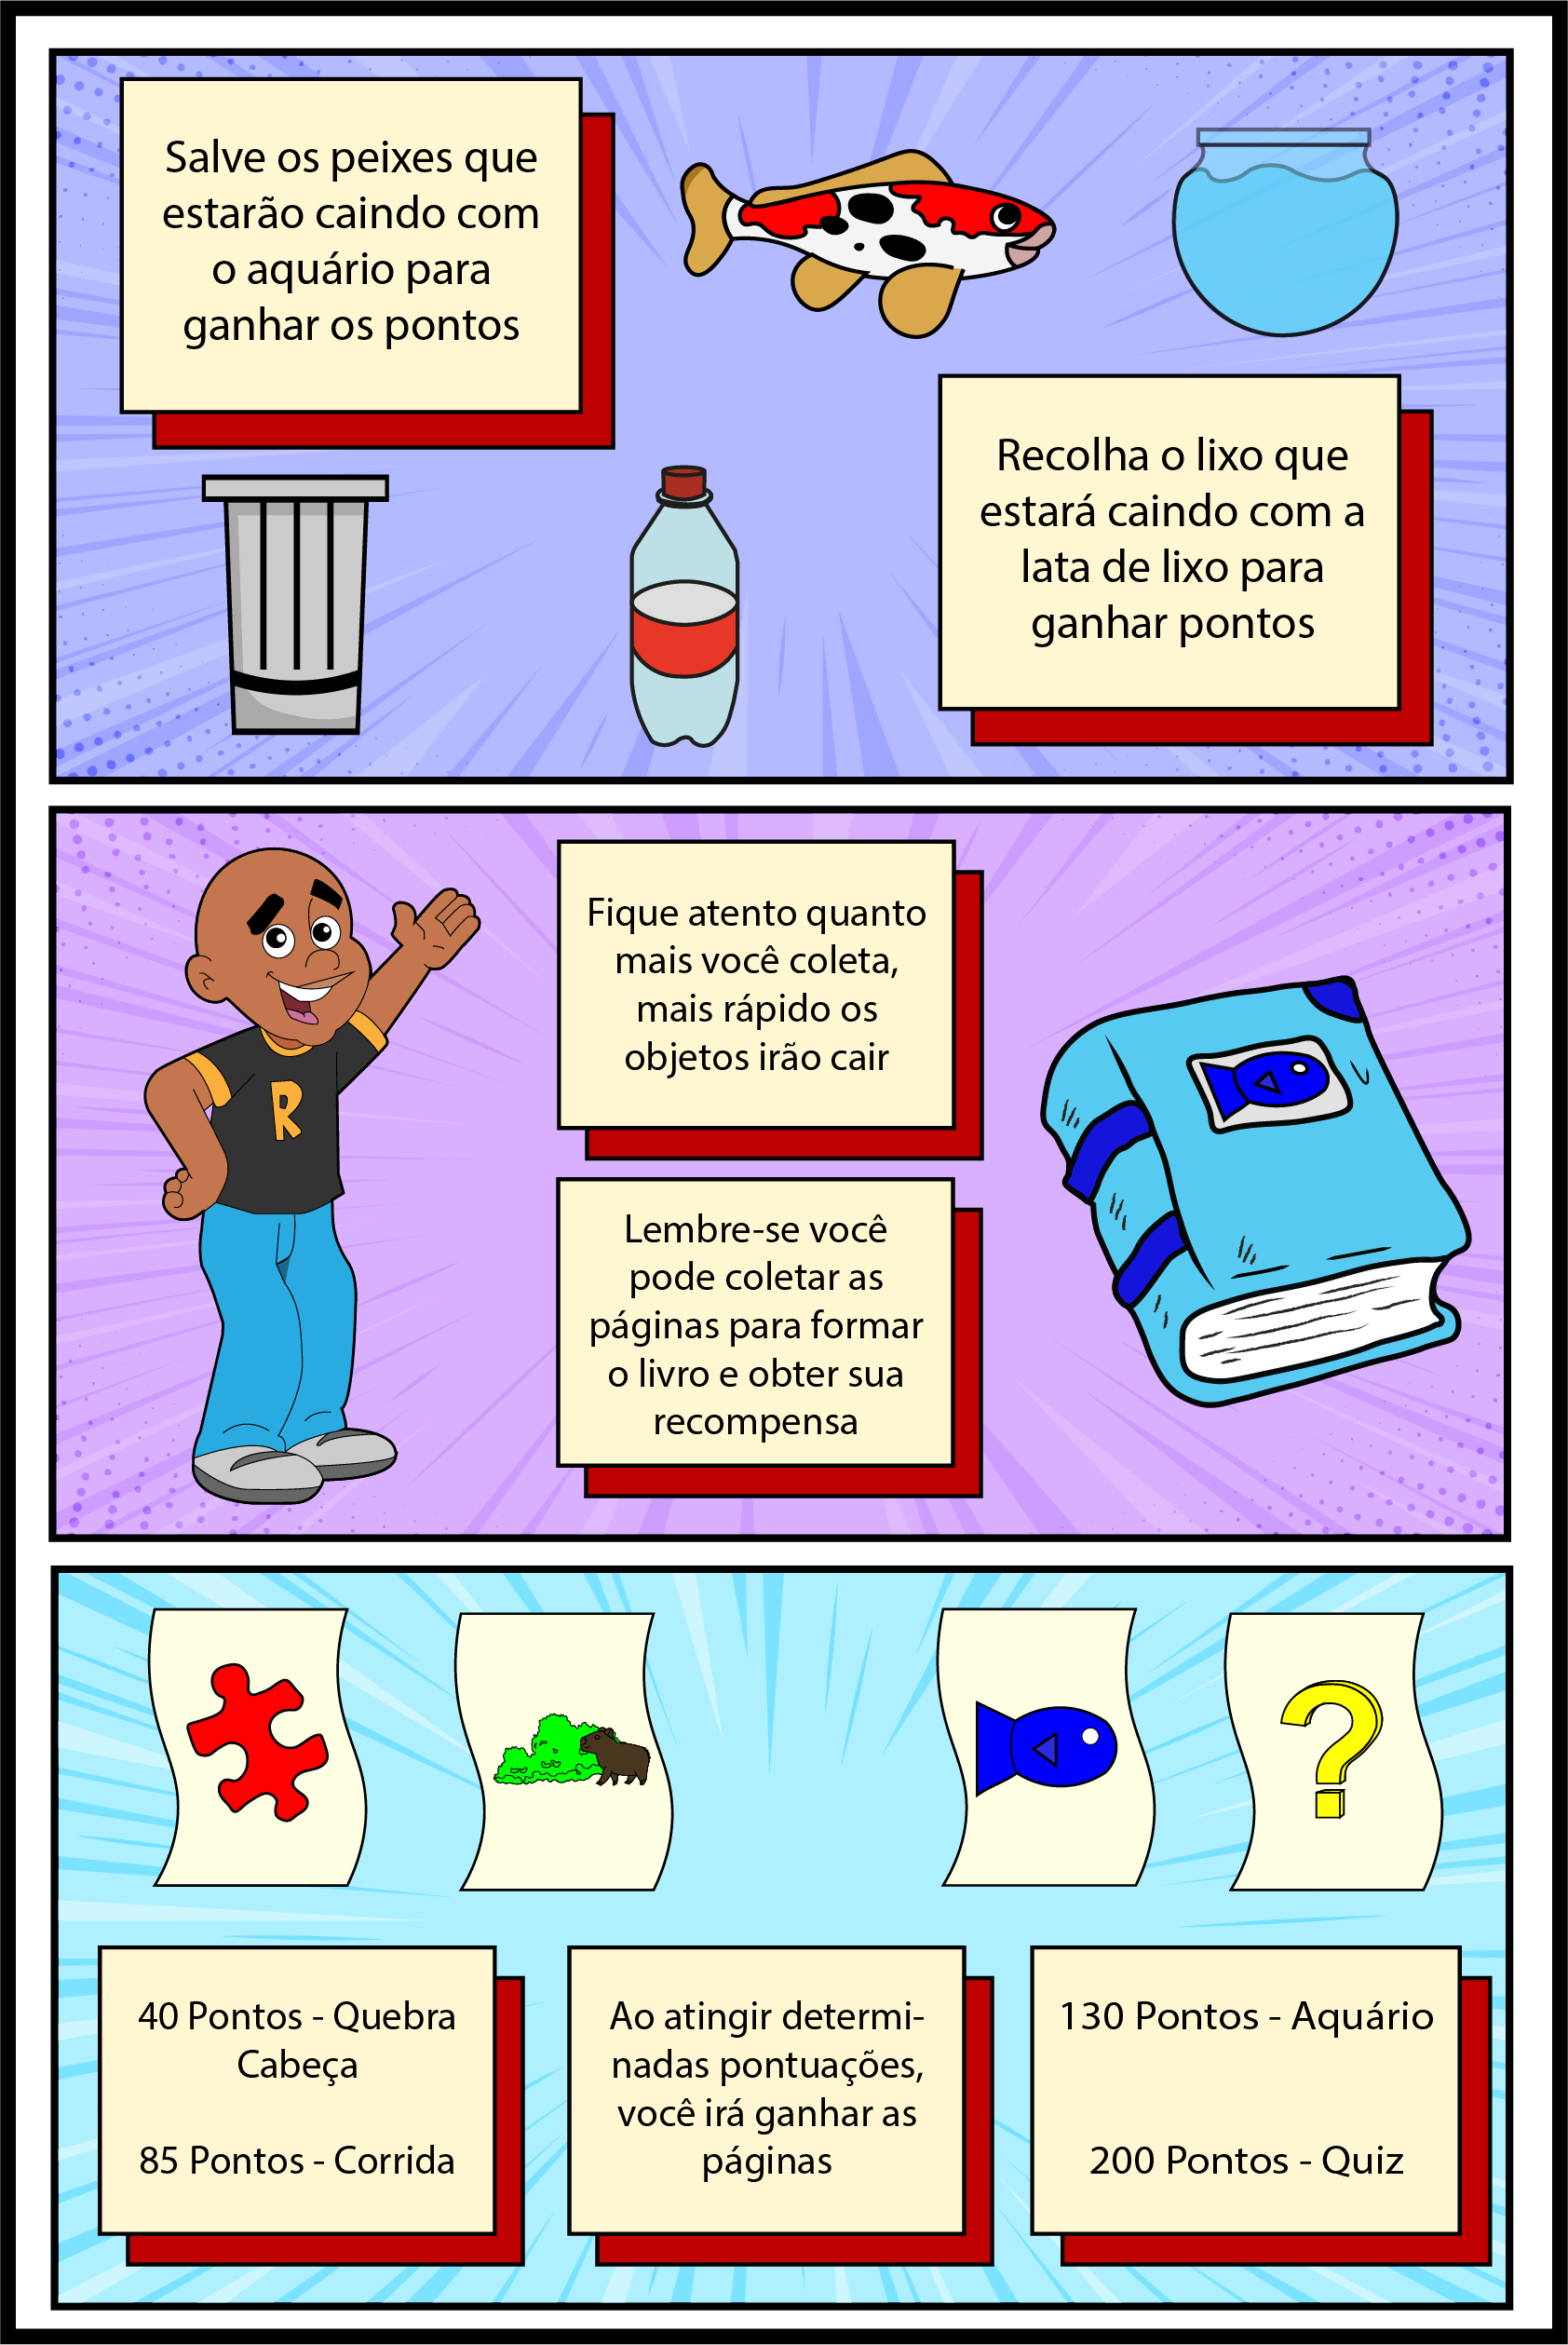 Salve os peixes que
estarão caindo com
o aquário para
ganhar os pontos
Recolha o lixo que
estará caindo com a
lata de lixo para
ganhar pontos
R
Fique atento quanto
mais você coleta,
mais rápido os
objetos irão cair
Lembre-se você
pode coletar as
páginas para formar
o livro e obter sua
recompensa
?
40 Pontos - Quebra
Cabeça
85 Pontos - Corrida
Ao atingir determi-
nadas pontuações,
você irá ganhar as
páginas
130 Pontos - Aquário
200 Pontos - Quiz